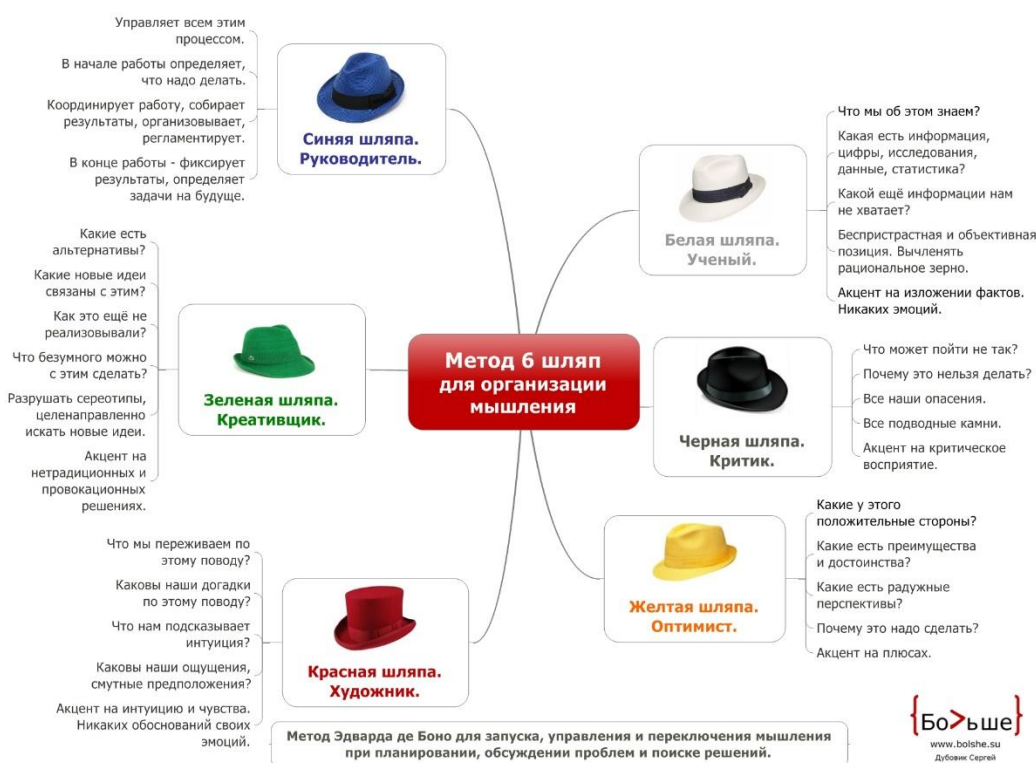 Управляет всем этим
процессом.
В начале работы определяет,
что надо делать.
Координирует работу, собирает
результаты, организовывает,
регламентирует.
В конце работы - фиксирует
результаты, определяет
задачи на будуще.
Синяя шляпа.
Руководитель.
Что мы об этом знаем?
Какая есть информация,
цифры, исследования,
данные, статистика?
Какой ещё информации нам
не хватает?
Беспристрастная и объективная
позиция. Вычленять
рациональное зерно.
Акцент на изложении фактов.
Никаких эмоций.
Белая шляпа.
Ученый.
Какие есть
альтернативы?
Какие новые идеи
связаны с этим?
Как это ещё не
реализовывали?
Что безумного можно
с этим сделать?
Разрушать сереотипы,
целенаправленно
искать новые идеи.
Акцент на
нетрадиционных и
провокационных
решениях.
Зеленая шляпа.
Креативщик.
Метод 6 шляп
для организации
мышления
Что может пойти не так?
Почему это нельзя делать?
Все наши опасения.
Все подводные камни.
Акцент на критическое
восприятие.
Черная шляпа.
Критик.
Какие у этого
положительные стороны?
Какие есть преимущества
и достоинства?
Какие есть радужные
перспективы?
Почему это надо сделать?
Акцент на плюсах.
Желтая шляпа.
Оптимист.
Что мы переживаем по
этому поводу?
Каковы наши догадки
по этому поводу?
Что нам подсказывает
интуиция?
Каковы наши ощущения,
смутные предположения?
Акцент на интуицию и чувства.
Никаких обоснований своих
эмоций.
Красная шляпа.
Художник.
Метод Эдварда де Боно для запуска, управления и переключения мышления
при планировании, обсуждении проблем и поиске решений.
{Бо>ьше}
www.bolshe.su
Дубовик Сергей